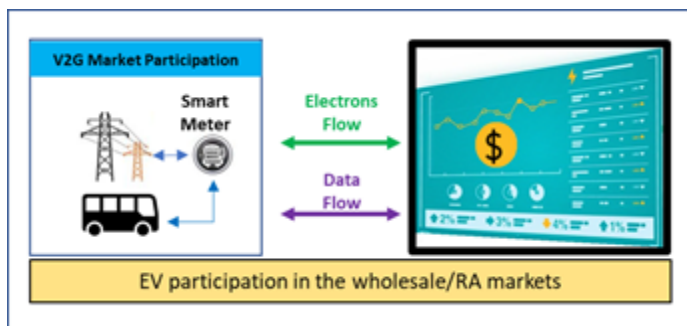 V2G Market Participation
Smart
Meter
Electrons
Flow
Data
Flow
$
2%
3%
4%
1%
EV participation in the wholesale/RA markets